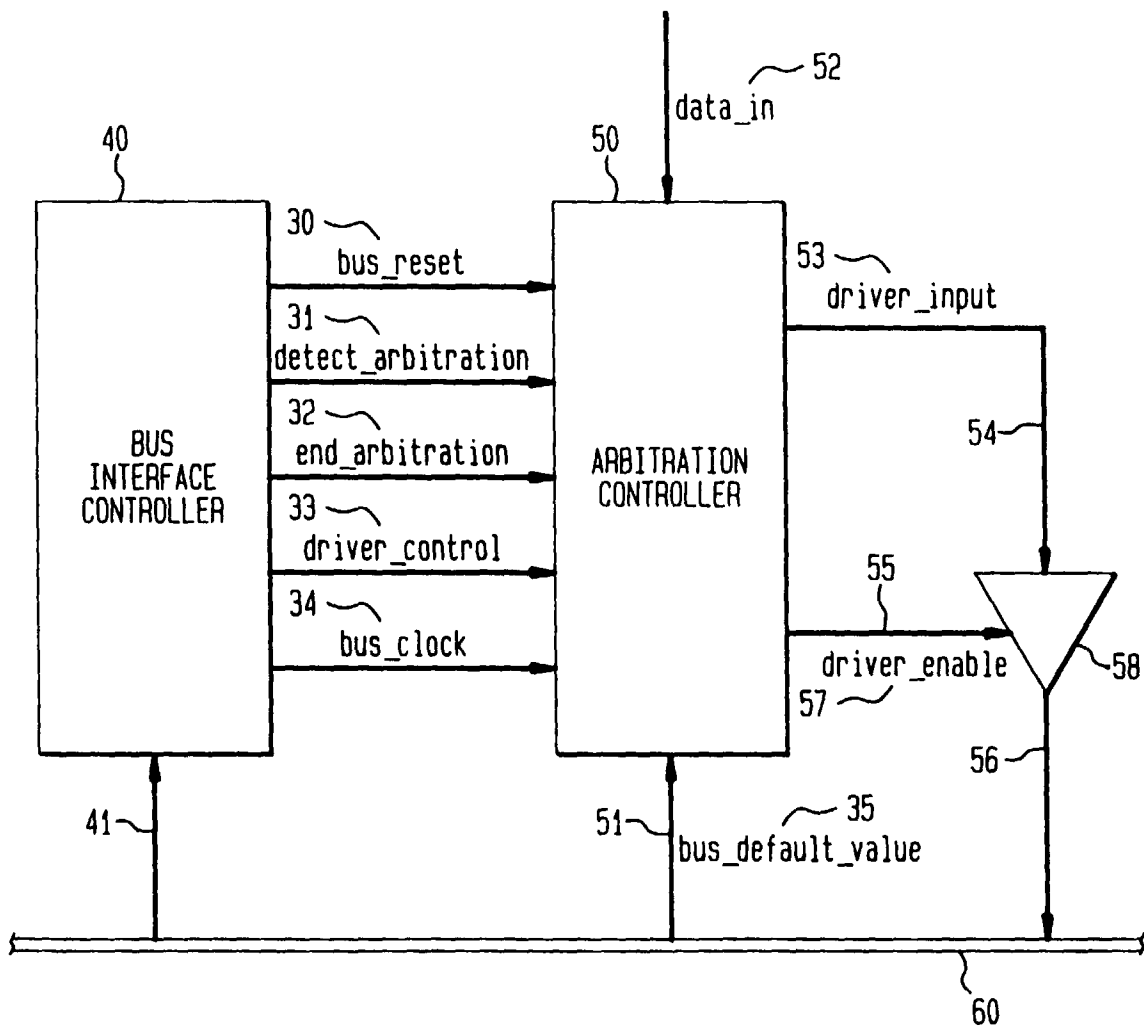 52
data_in
40
50
30
bus_reset
53
driver_input
31
detect_arbitration
32
end_arbitration
54
BUS
INTERFACE
CONTROLLER
ARBITRATION
CONTROLLER
33
driver_control
55
34
bus_clock
driver_enable
57
58
56
41
51
35
bus_default_value
60